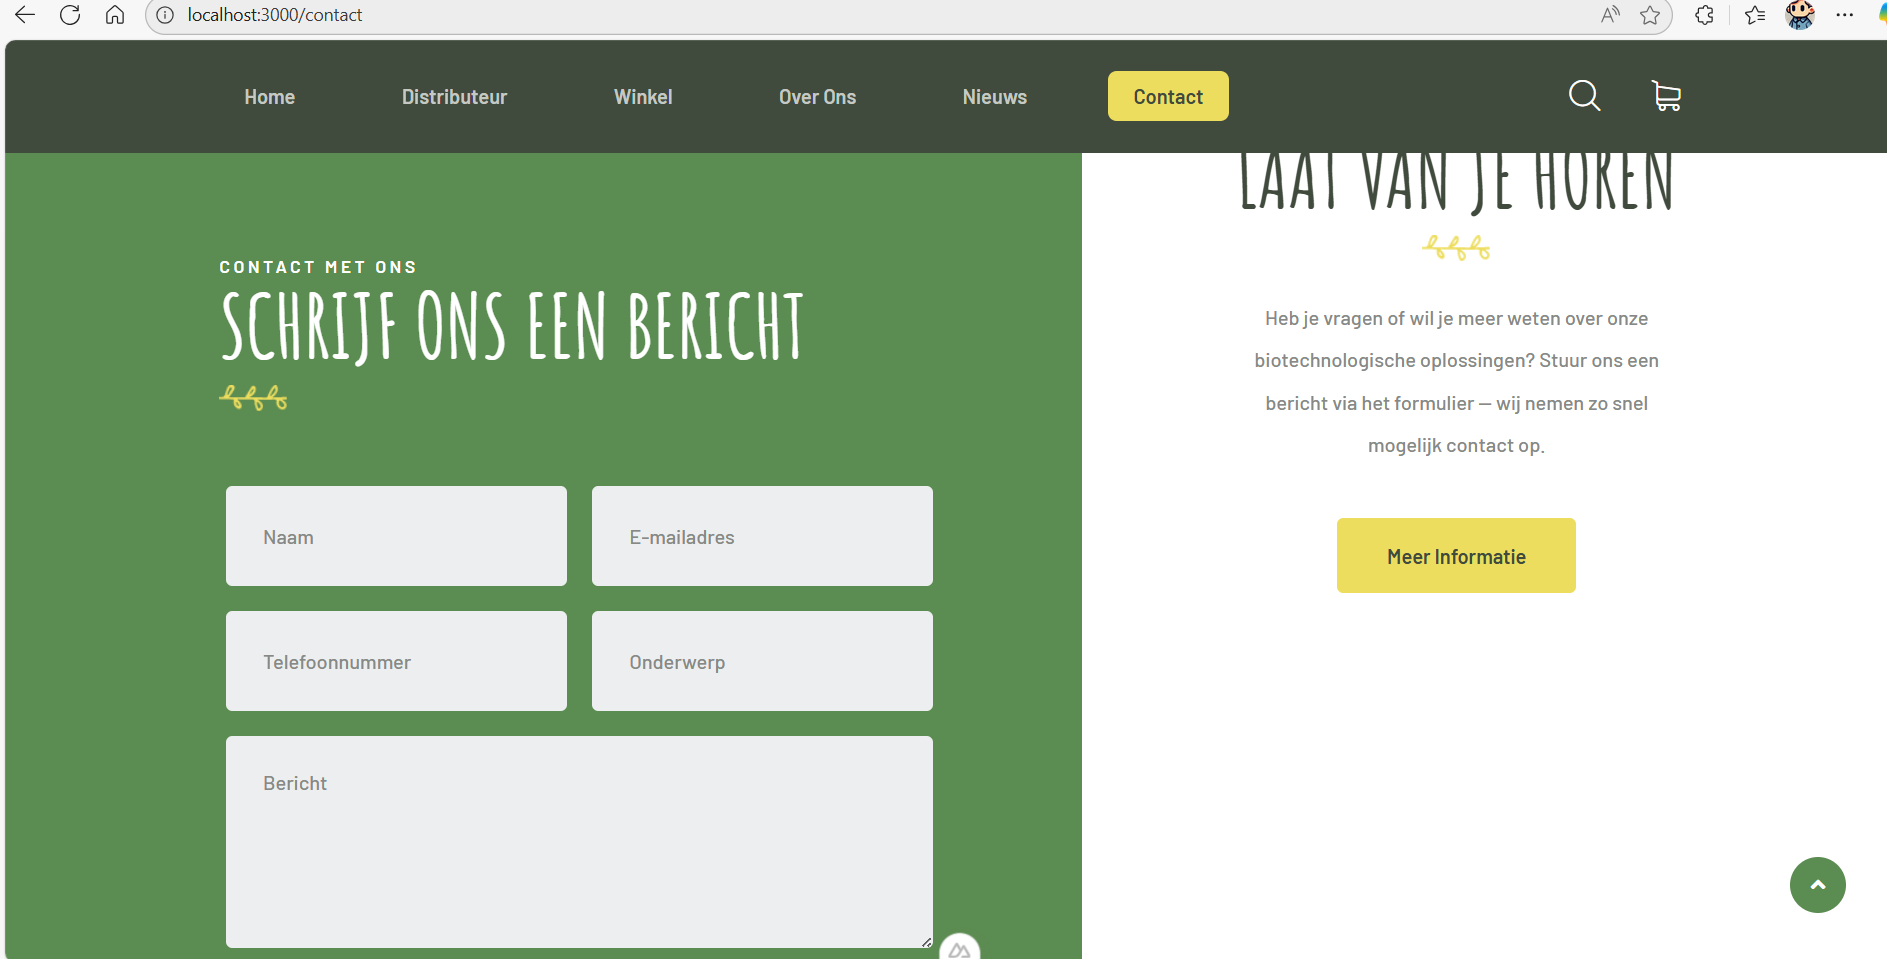 localhost:3000/contact
Home
Distributeur
Winkel
Over Ons
Nieuws
Contact
CONTACT MET ONS
SCHRIJF ONS EEN BERICHT
Naam
E-mailadres
Telefoonnummer
Onderwerp
Bericht
LAAT VAN JE HOREN
Heb je vragen of wil je meer weten over onze
biotechnologische oplossingen? Stuur ons een
bericht via het formulier — wij nemen zo snel
mogelijk contact op.
Meer Informatie